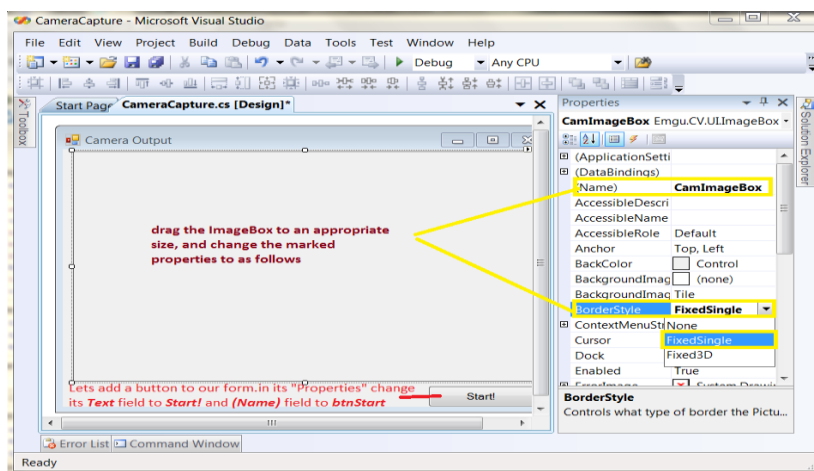 CameraCapture - Microsoft Visual Studio
File Edit View Project Build Debug Data Tools Test Window Help
Debug Any CPU
Toolbox
Start Page CameraCapture.cs [Design]*
Camera Output
drag the ImageBox to an appropriate
size, and change the marked
properties to as follows
Lets add a button to our form.in its "Properties" change
its Text field to Start! and (Name) field to btnStart
Start!
Properties
CamImageBox Emgu.CV.UI.ImageBox
(ApplicationSetti
(DataBindings)
(Name) CamImageBox
AccessibleDescri
AccessibleName
AccessibleRole Default
Anchor Top, Left
BackColor Control
BackgroundImag (none)
BackgroundImag Tile
BorderStyle FixedSingle
ContextMenuStr None
Cursor FixedSingle
Dock Fixed3D
Enabled True
BorderStyle
Controls what type of border the Pictu...
Solution Explorer
Error List Command Window
Ready